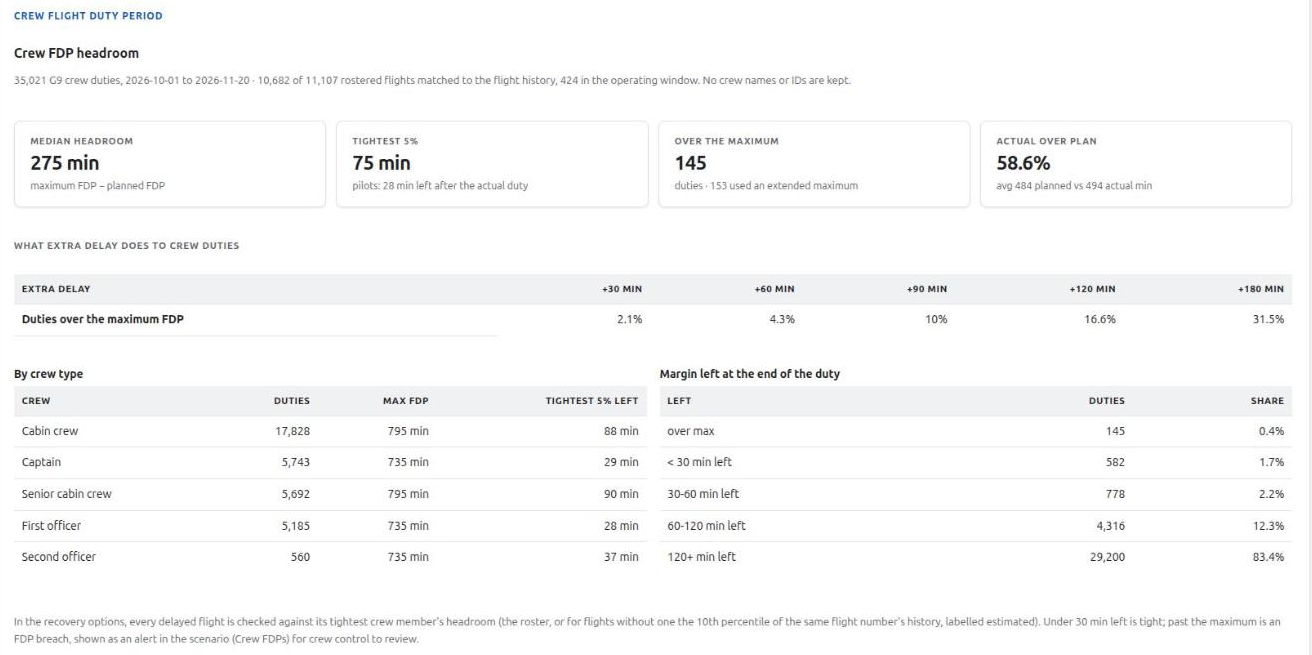 CREW FLIGHT DUTY PERIOD
Crew FDP headroom
35,021 G9 crew duties, 2026-10-01 to 2026-11-20 · 10,682 of 11,107 rostered flights matched to the flight history, 424 in the operating window. No crew names or IDs are kept.
MEDIAN HEADROOM
275 min
maximum FDP – planned FDP
TIGHTEST 5%
75 min
pilots: 28 min left after the actual duty
OVER THE MAXIMUM
145
duties · 153 used an extended maximum
ACTUAL OVER PLAN
58.6%
avg 484 planned vs 494 actual min
WHAT EXTRA DELAY DOES TO CREW DUTIES
EXTRA DELAY +30 MIN +60 MIN +90 MIN +120 MIN +180 MIN
Duties over the maximum FDP 2.1% 4.3% 10% 16.6% 31.5%
By crew type
CREW DUTIES MAX FDP TIGHTEST 5% LEFT
Cabin crew 17,828 795 min 88 min
Captain 5,743 735 min 29 min
Senior cabin crew 5,692 795 min 90 min
First officer 5,185 735 min 28 min
Second officer 560 735 min 37 min
Margin left at the end of the duty
LEFT DUTIES SHARE
over max 145 0.4%
< 30 min left 582 1.7%
30-60 min left 778 2.2%
60-120 min left 4,316 12.3%
120+ min left 29,200 83.4%
In the recovery options, every delayed flight is checked against its tightest crew member's headroom (the roster, or for flights without one the 10th percentile of the same flight number's history, labelled estimated). Under 30 min left is tight; past the maximum is an
FDP breach, shown as an alert in the scenario (Crew FDPs) for crew control to review.